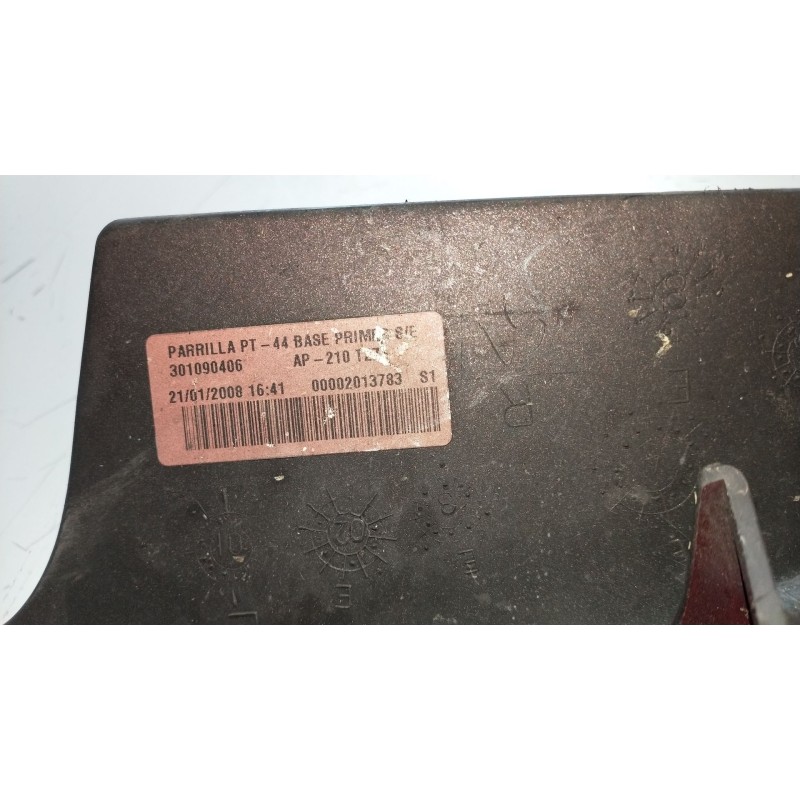 PARRILLA PT-44 BASE S/E
301090406 AP-210
21/01/2008 16:41 00002013783 S1